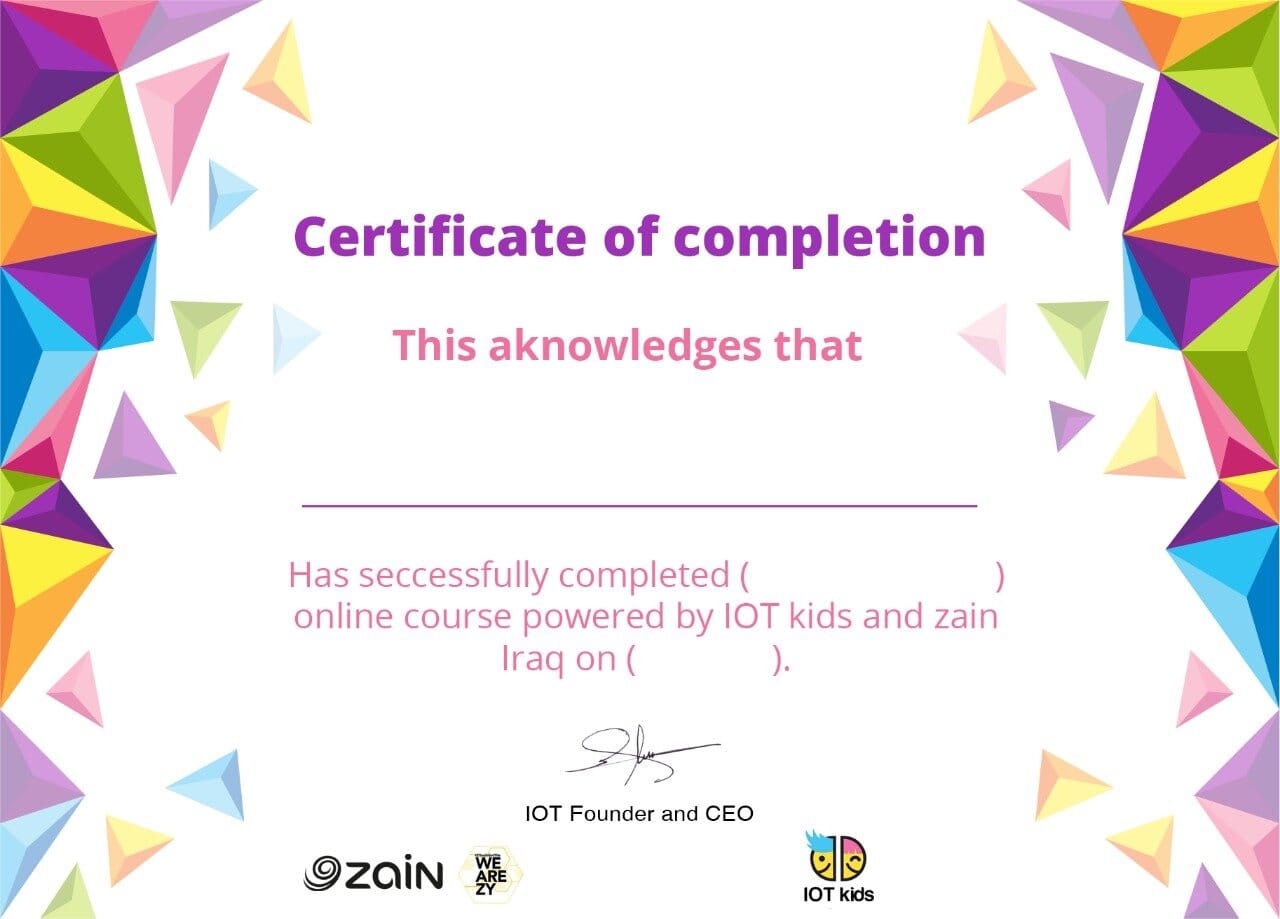 Certificate of completion
This aknowledges that
Has seccessfully completed ( )
online course powered by IOT kids and zain
Iraq on ( ).
IOT Founder and CEO
zain
WE
ARE
ZY
IOT kids